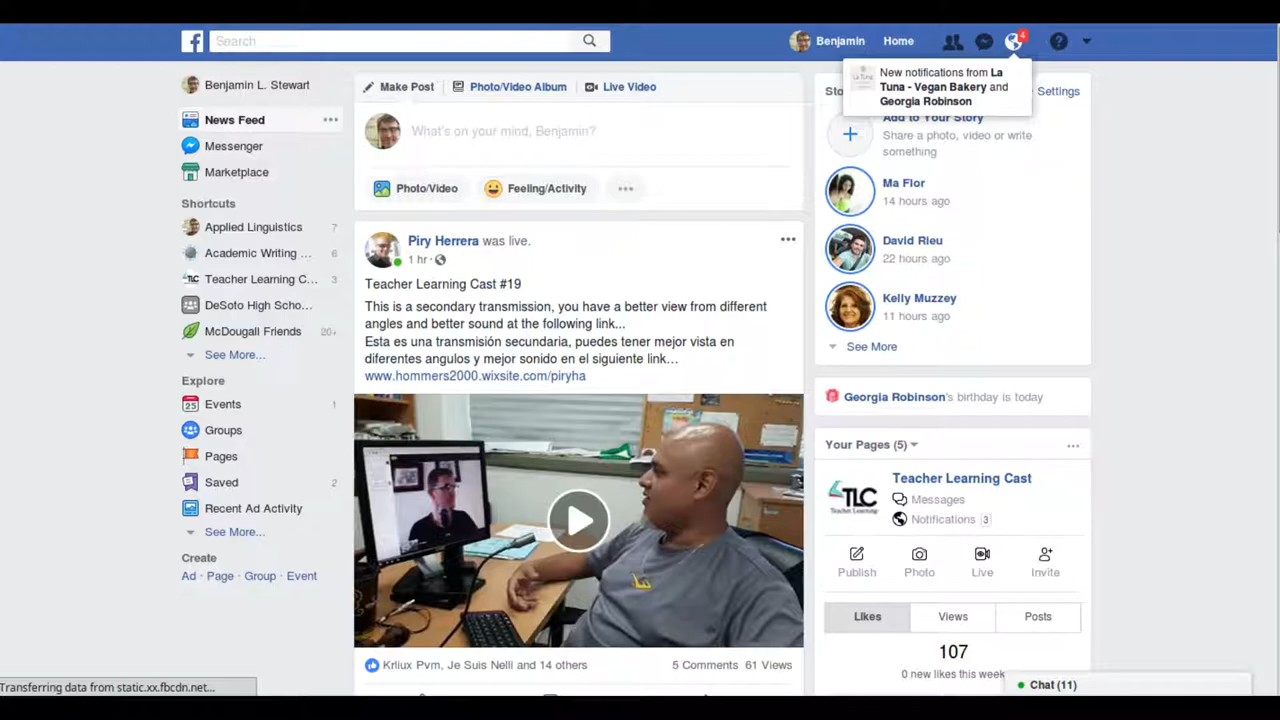 Search
Benjamin
Home
4
New notifications from La
Tuna - Vegan Bakery and
Georgia Robinson
Benjamin L. Stewart
News Feed
Messenger
Marketplace
Shortcuts
Applied Linguistics 7
Academic Writing ... 6
Teacher Learning C... 3
DeSoto High Scho...
McDougall Friends 20+
See More...
Explore
25 Events 1
Groups
Pages
Saved 2
Recent Ad Activity
See More...
Create
Ad · Page · Group · Event
Make Post
Photo/Video Album
Live Video
What's on your mind, Benjamin?
Photo/Video
Feeling/Activity
Piry Herrera was live.
1 hr ·
Teacher Learning Cast #19
This is a secondary transmission, you have a better view from different
angles and better sound at the following link...
Esta es una transmisión secundaria, puedes tener mejor vista en
diferentes angulos y mejor sonido en el siguiente link...
www.hommers2000.wixsite.com/piryha
Krliux Pvm, Je Suis Nelli and 14 others
5 Comments 61 Views
Settings
Add to Your Story
Share a photo, video or write
something
Ma Flor
14 hours ago
David Rieu
22 hours ago
Kelly Muzzey
11 hours ago
See More
Georgia Robinson's birthday is today
Your Pages (5)
TLC
Teacher Learning
Teacher Learning Cast
Messages
Notifications 3
Publish
Photo
Live
Invite
Likes
Views
Posts
107
0 new likes this week
Chat (11)
Transferring data from static.xx.fbcdn.net...